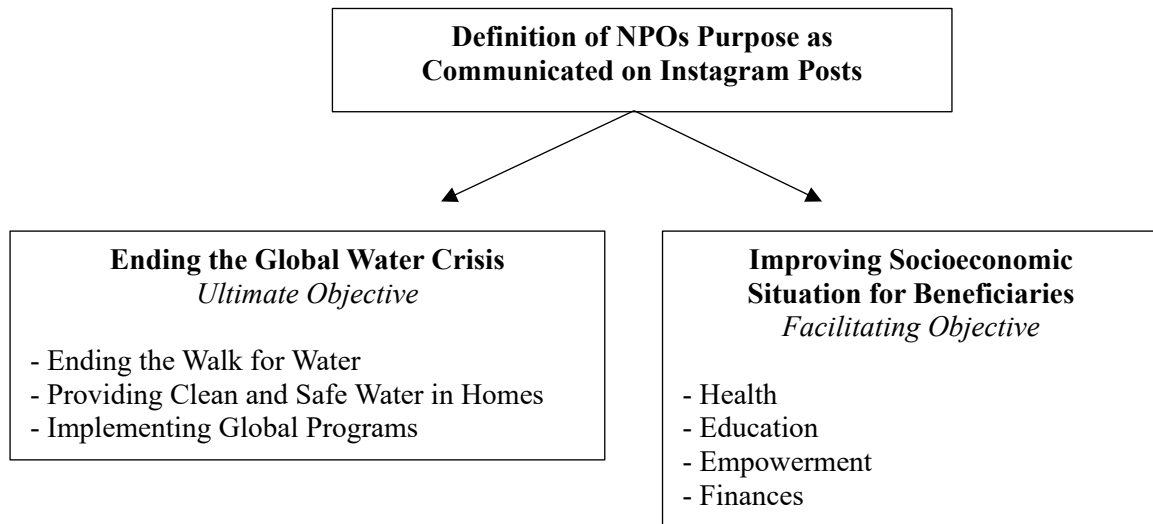 Definition of NPOs Purpose as
Communicated on Instagram Posts
Ending the Global Water Crisis
Ultimate Objective
- Ending the Walk for Water
- Providing Clean and Safe Water in Homes
- Implementing Global Programs
Improving Socioeconomic
Situation for Beneficiaries
Facilitating Objective
- Health
- Education
- Empowerment
- Finances